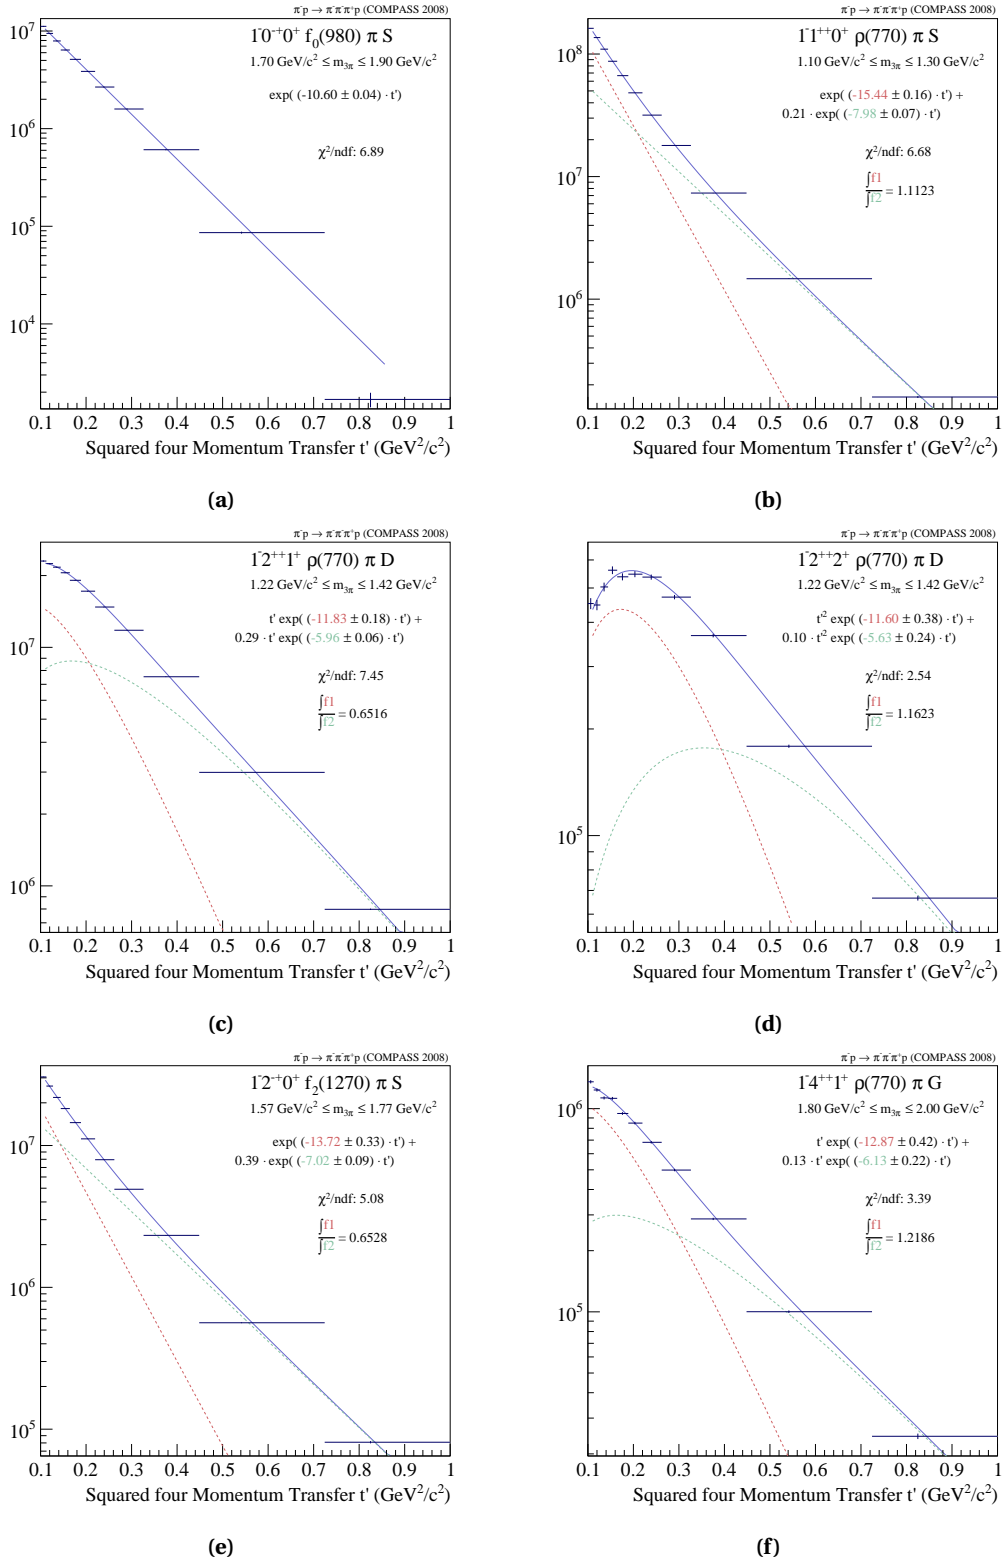 π⁻p → π⁻π⁻π⁺p (COMPASS 2008)
1⁻0⁻⁺0⁺ f₀(980) π S
1.70 GeV/c² ≤ m₃π ≤ 1.90 GeV/c²
exp( (-10.60 ± 0.04) · t')
χ²/ndf: 6.89
10⁷
10⁶
10⁵
10⁴
0.1 0.2 0.3 0.4 0.5 0.6 0.7 0.8 0.9 1
Squared four Momentum Transfer t' (GeV²/c²)
(a)
π⁻p → π⁻π⁻π⁺p (COMPASS 2008)
1⁻1⁺⁺0⁺ ρ(770) π S
1.10 GeV/c² ≤ m₃π ≤ 1.30 GeV/c²
exp( (-15.44 ± 0.16) · t') +
0.21 · exp( (-7.98 ± 0.07) · t')
χ²/ndf: 6.68
∫f1
∫f2 = 1.1123
10⁸
10⁷
10⁶
0.1 0.2 0.3 0.4 0.5 0.6 0.7 0.8 0.9 1
Squared four Momentum Transfer t' (GeV²/c²)
(b)
π⁻p → π⁻π⁻π⁺p (COMPASS 2008)
1⁻2⁺⁺1⁺ ρ(770) π D
1.22 GeV/c² ≤ m₃π ≤ 1.42 GeV/c²
t' exp( (-11.83 ± 0.18) · t') +
0.29 · t' exp( (-5.96 ± 0.06) · t')
χ²/ndf: 7.45
∫f1
∫f2 = 0.6516
10⁷
10⁶
0.1 0.2 0.3 0.4 0.5 0.6 0.7 0.8 0.9 1
Squared four Momentum Transfer t' (GeV²/c²)
(c)
π⁻p → π⁻π⁻π⁺p (COMPASS 2008)
1⁻2⁺⁺2⁺ ρ(770) π D
1.22 GeV/c² ≤ m₃π ≤ 1.42 GeV/c²
t'² exp( (-11.60 ± 0.38) · t') +
0.10 · t'² exp( (-5.63 ± 0.24) · t')
χ²/ndf: 2.54
∫f1
∫f2 = 1.1623
10⁵
0.1 0.2 0.3 0.4 0.5 0.6 0.7 0.8 0.9 1
Squared four Momentum Transfer t' (GeV²/c²)
(d)
π⁻p → π⁻π⁻π⁺p (COMPASS 2008)
1⁻2⁻⁺0⁺ f₂(1270) π S
1.57 GeV/c² ≤ m₃π ≤ 1.77 GeV/c²
exp( (-13.72 ± 0.33) · t') +
0.39 · exp( (-7.02 ± 0.09) · t')
χ²/ndf: 5.08
∫f1
∫f2 = 0.6528
10⁷
10⁶
10⁵
0.1 0.2 0.3 0.4 0.5 0.6 0.7 0.8 0.9 1
Squared four Momentum Transfer t' (GeV²/c²)
(e)
π⁻p → π⁻π⁻π⁺p (COMPASS 2008)
1⁻4⁺⁺1⁺ ρ(770) π G
1.80 GeV/c² ≤ m₃π ≤ 2.00 GeV/c²
t' exp( (-12.87 ± 0.42) · t') +
0.13 · t' exp( (-6.13 ± 0.22) · t')
χ²/ndf: 3.39
∫f1
∫f2 = 1.2186
10⁶
10⁵
0.1 0.2 0.3 0.4 0.5 0.6 0.7 0.8 0.9 1
Squared four Momentum Transfer t' (GeV²/c²)
(f)